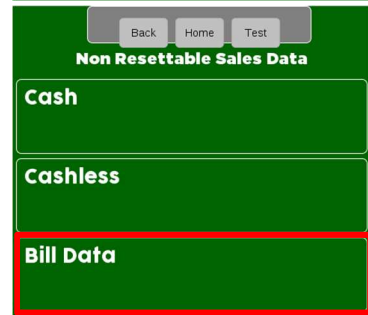 Back Home Test
Non Resettable Sales Data
Cash
Cashless
Bill Data